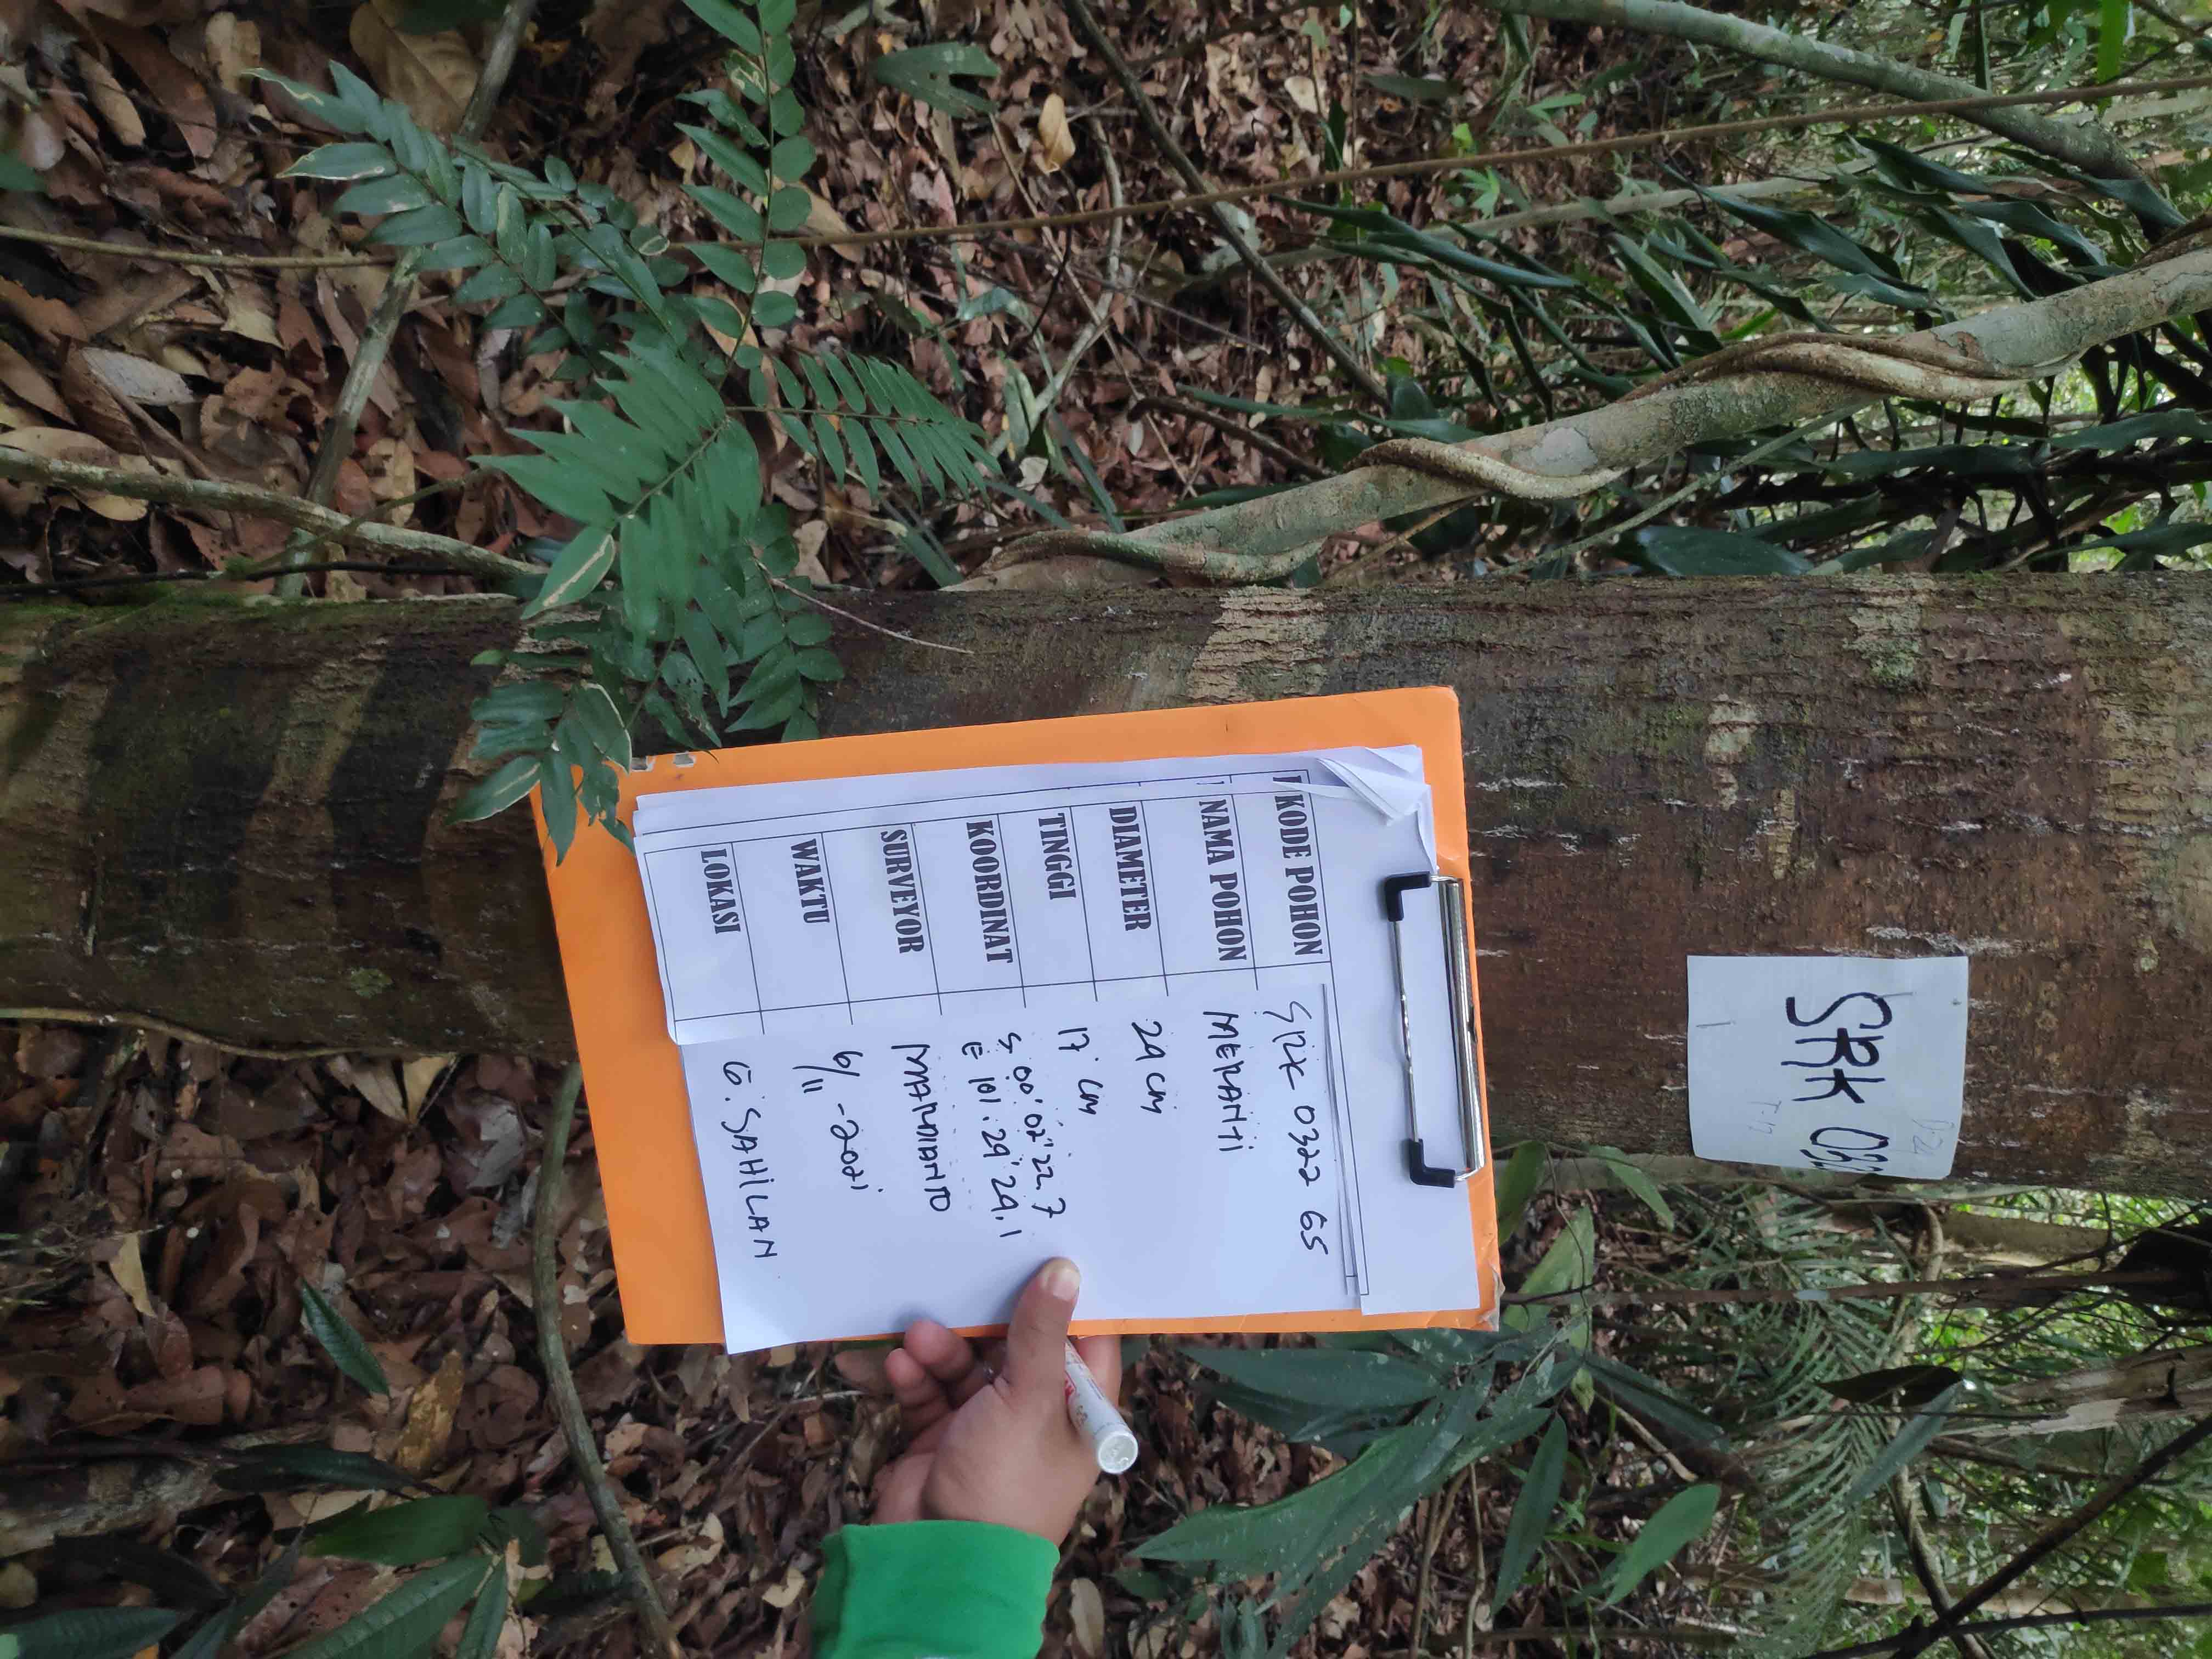 D-24
SRK 032
T-17
KODE POHON SRK 0322 65
NAMA POHON MERANTI
DIAMETER 24 cm
TINGGI 17 cm
KOORDINAT S 00' 02" 22.7
E 101.29' 29.1
SURVEYOR MARDIANTO
WAKTU 6/11 - 2021
LOKASI G. SAHILAN